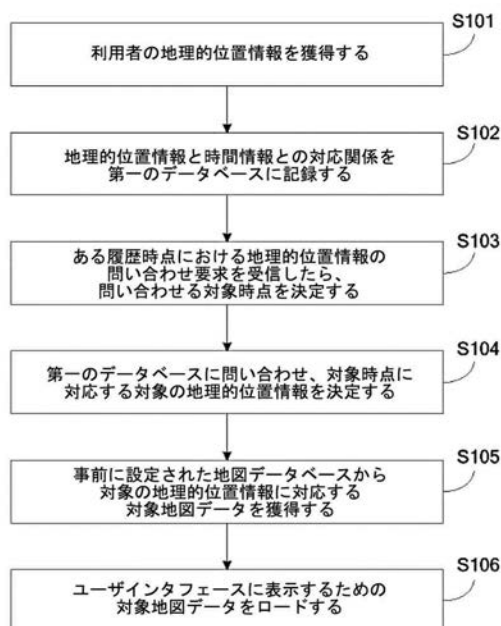 S101
利用者の地理的位置情報を獲得する
S102
地理的位置情報と時間情報との対応関係を
第一のデータベースに記録する
S103
ある履歴時点における地理的位置情報の
問い合わせ要求を受信したら、
問い合わせる対象時点を決定する
S104
第一のデータベースに問い合わせ、対象時点に
対応する対象の地理的位置情報を決定する
S105
事前に設定された地図データベースから
対象の地理的位置情報に対応する
対象地図データを獲得する
S106
ユーザインタフェースに表示するための
対象地図データをロードする